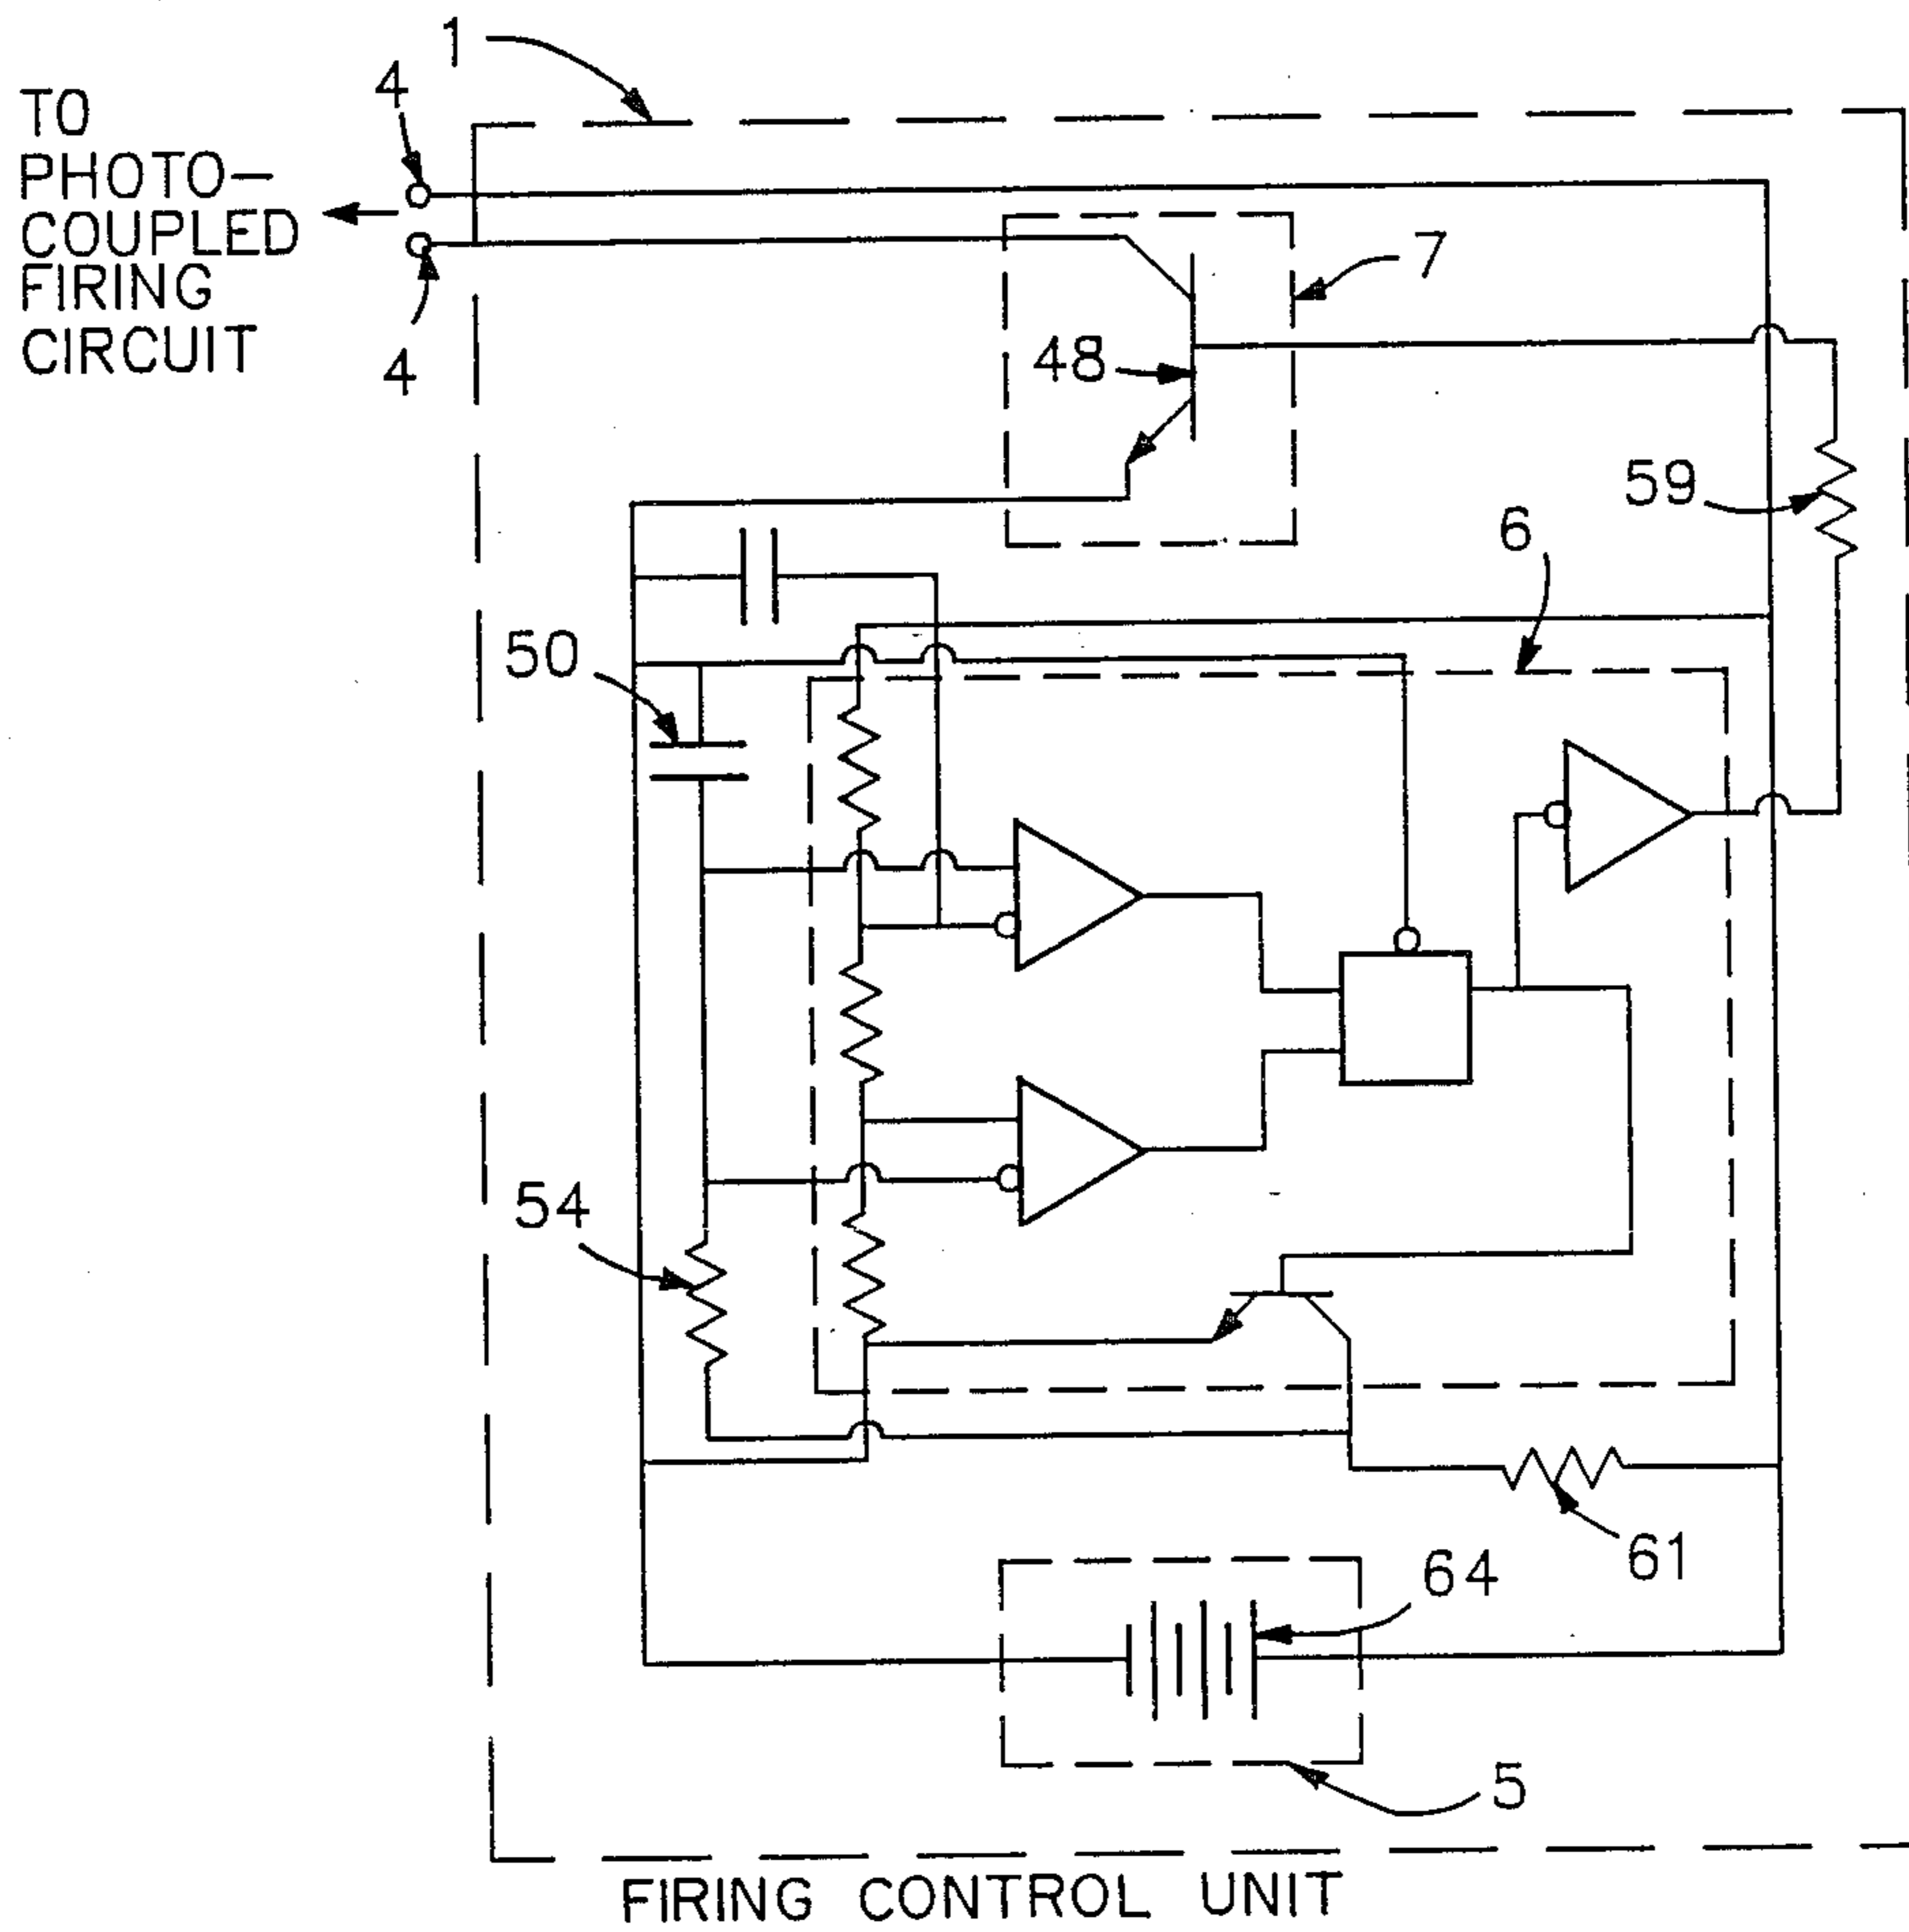 1
4
TO
PHOTO-
COUPLED
FIRING
CIRCUIT
4
7
48
59
6
50
54
61
64
5
FIRING CONTROL UNIT